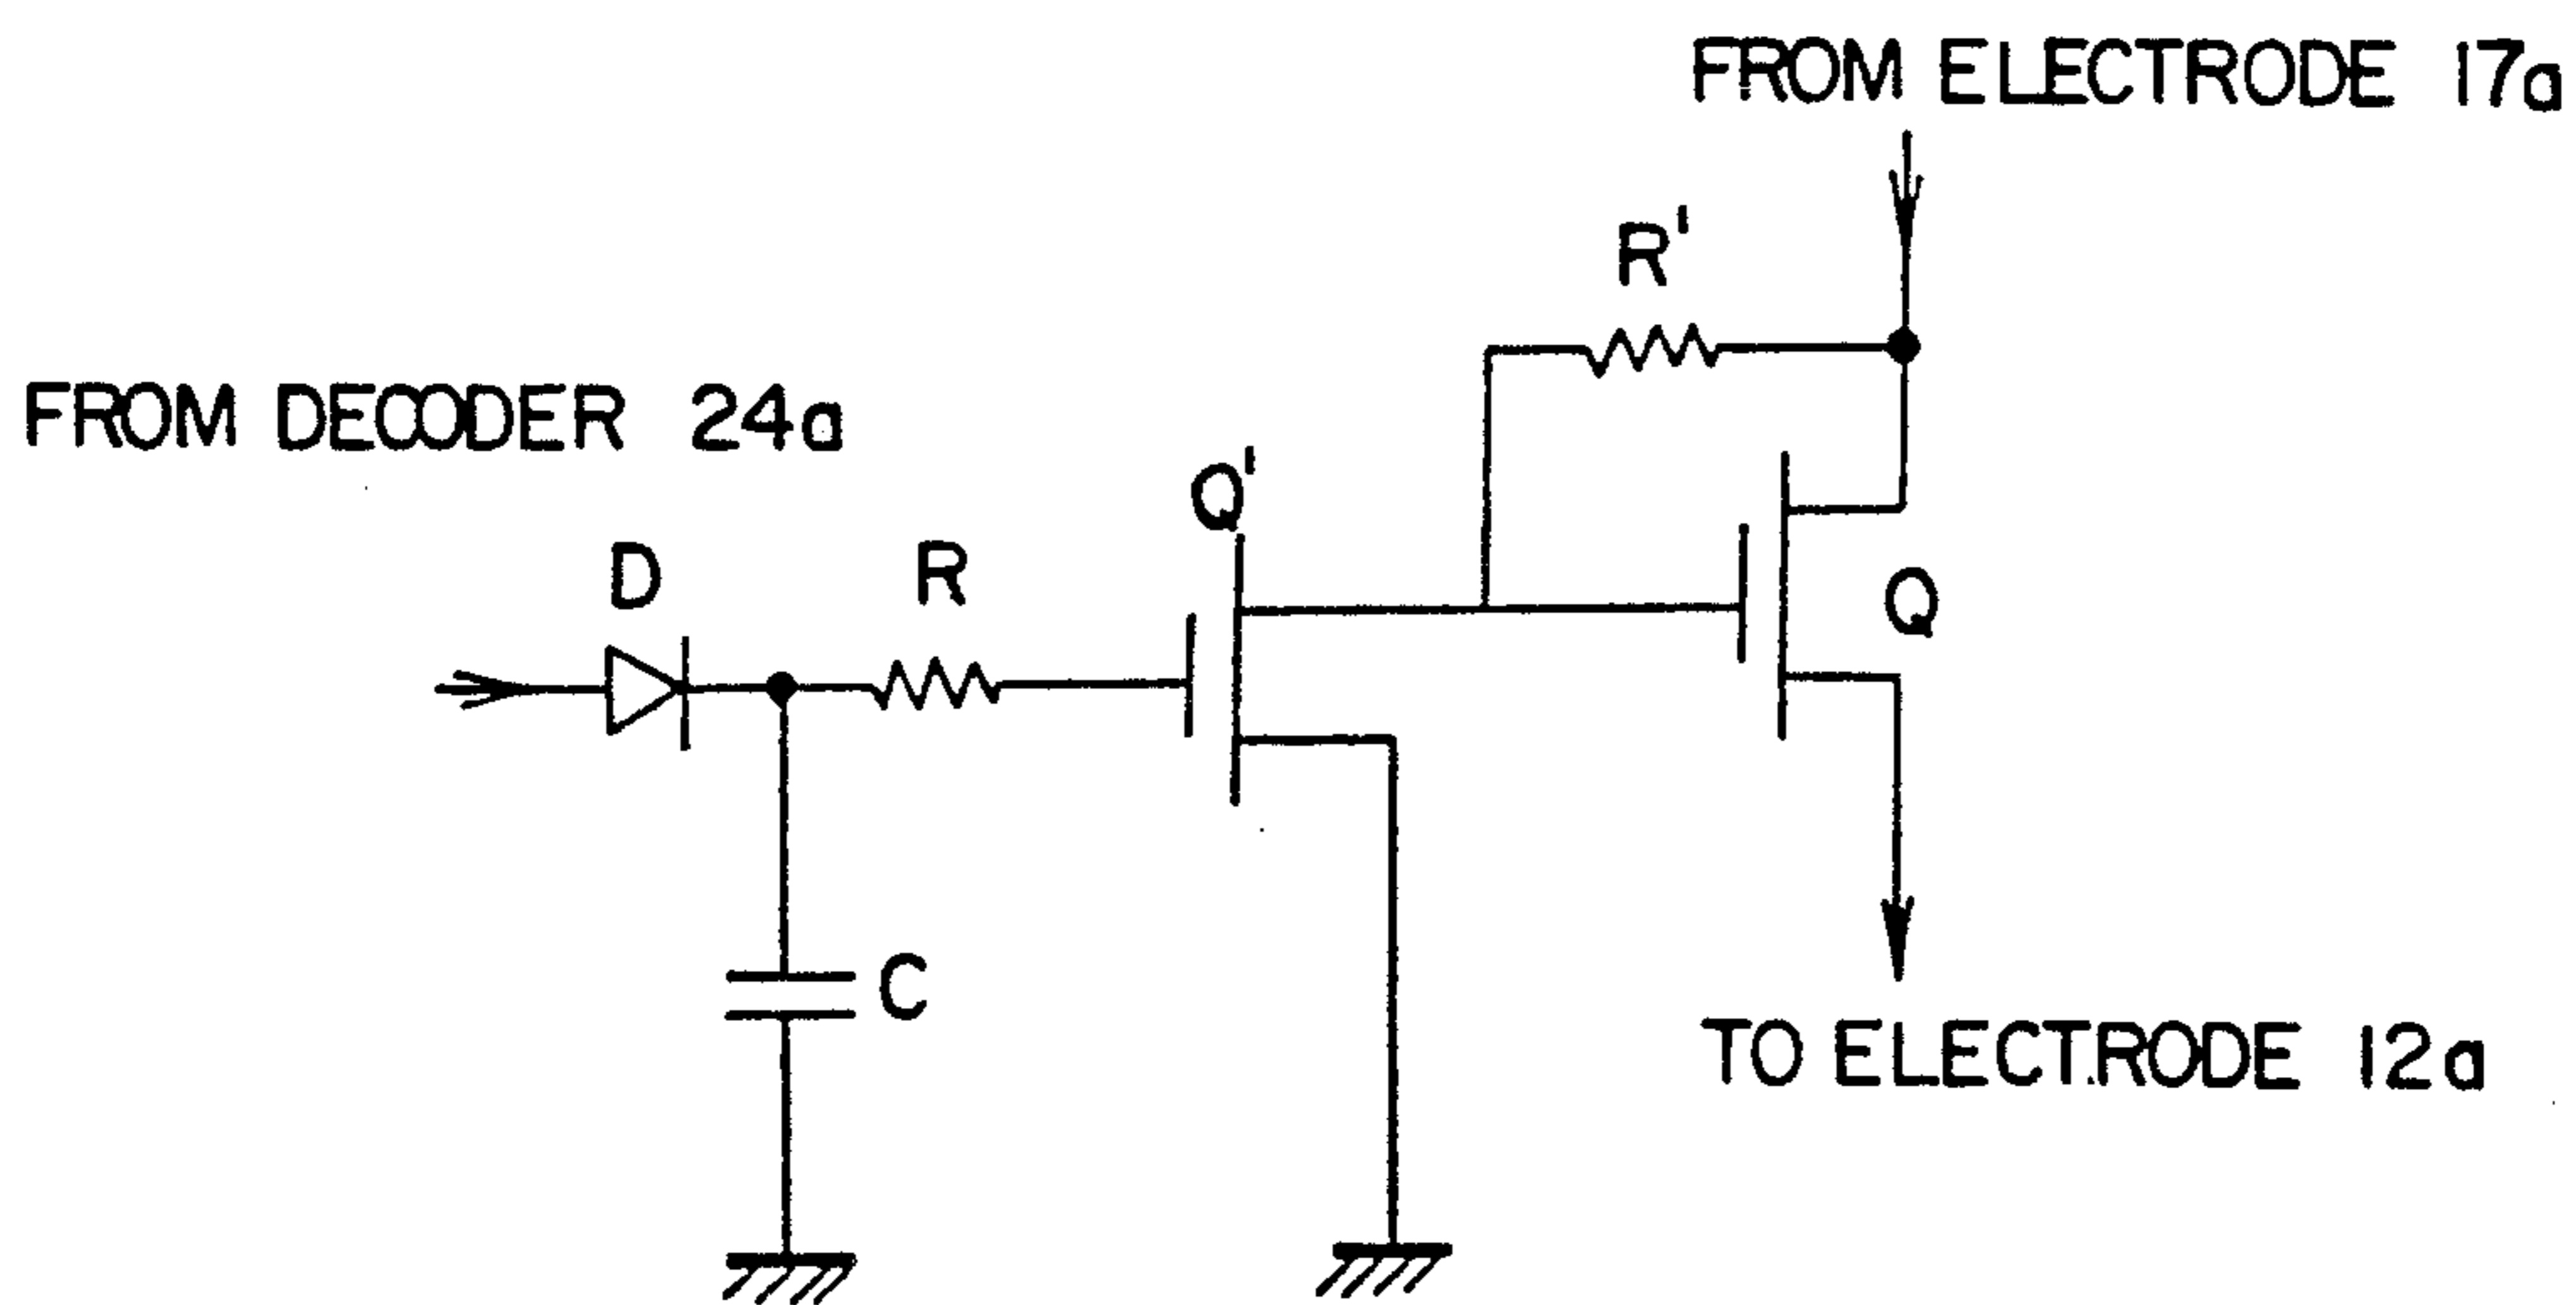 FROM ELECTRODE 17a
R'
FROM DECODER 24a
Q'
D
R
Q
C
TO ELECTRODE 12a